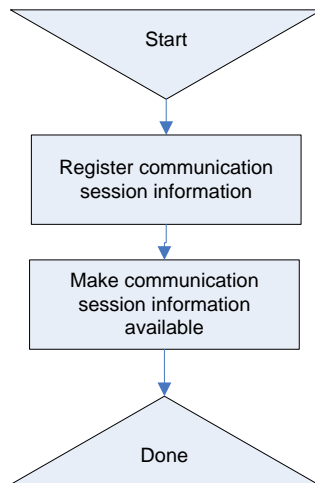 Start
Register communication
session information
Make communication
session information
available
Done